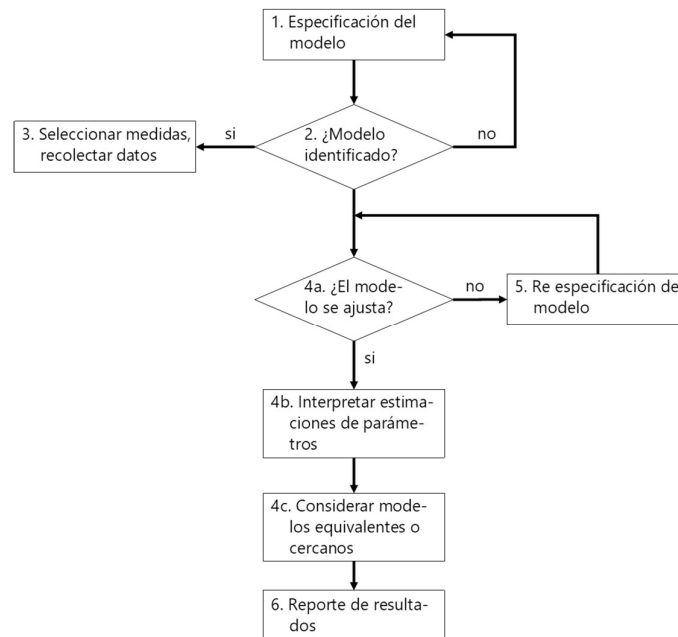 1. Especificación del
modelo
3. Seleccionar medidas,
recolectar datos
si
2. ¿Modelo
identificado?
no
4a. ¿El mode-
lo se ajusta?
no
5. Re especificación de
modelo
si
4b. Interpretar estima-
ciones de paráme-
tros
4c. Considerar mode-
los equivalentes o
cercanos
6. Reporte de resulta-
dos